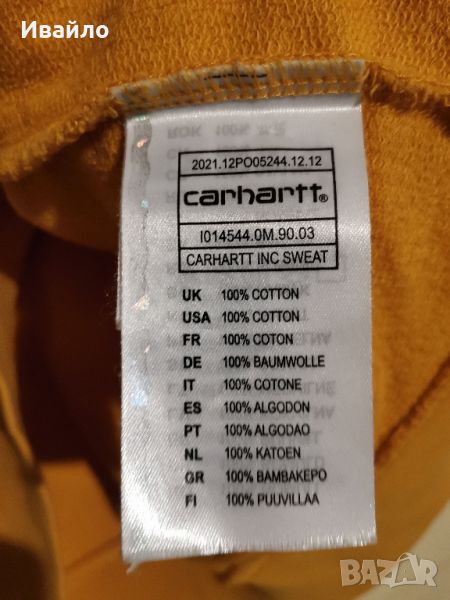 Ивайло
2021.12PO05244.12.12
carhartt®
I014544.0M.90.03
CARHARTT INC SWEAT
UK 100% COTTON
USA 100% COTTON
FR 100% COTON
DE 100% BAUMWOLLE
IT 100% COTONE
ES 100% ALGODON
PT 100% ALGODAO
NL 100% KATOEN
GR 100% BAMBAKEPO
FI 100% PUUVILLAA
BAZAR